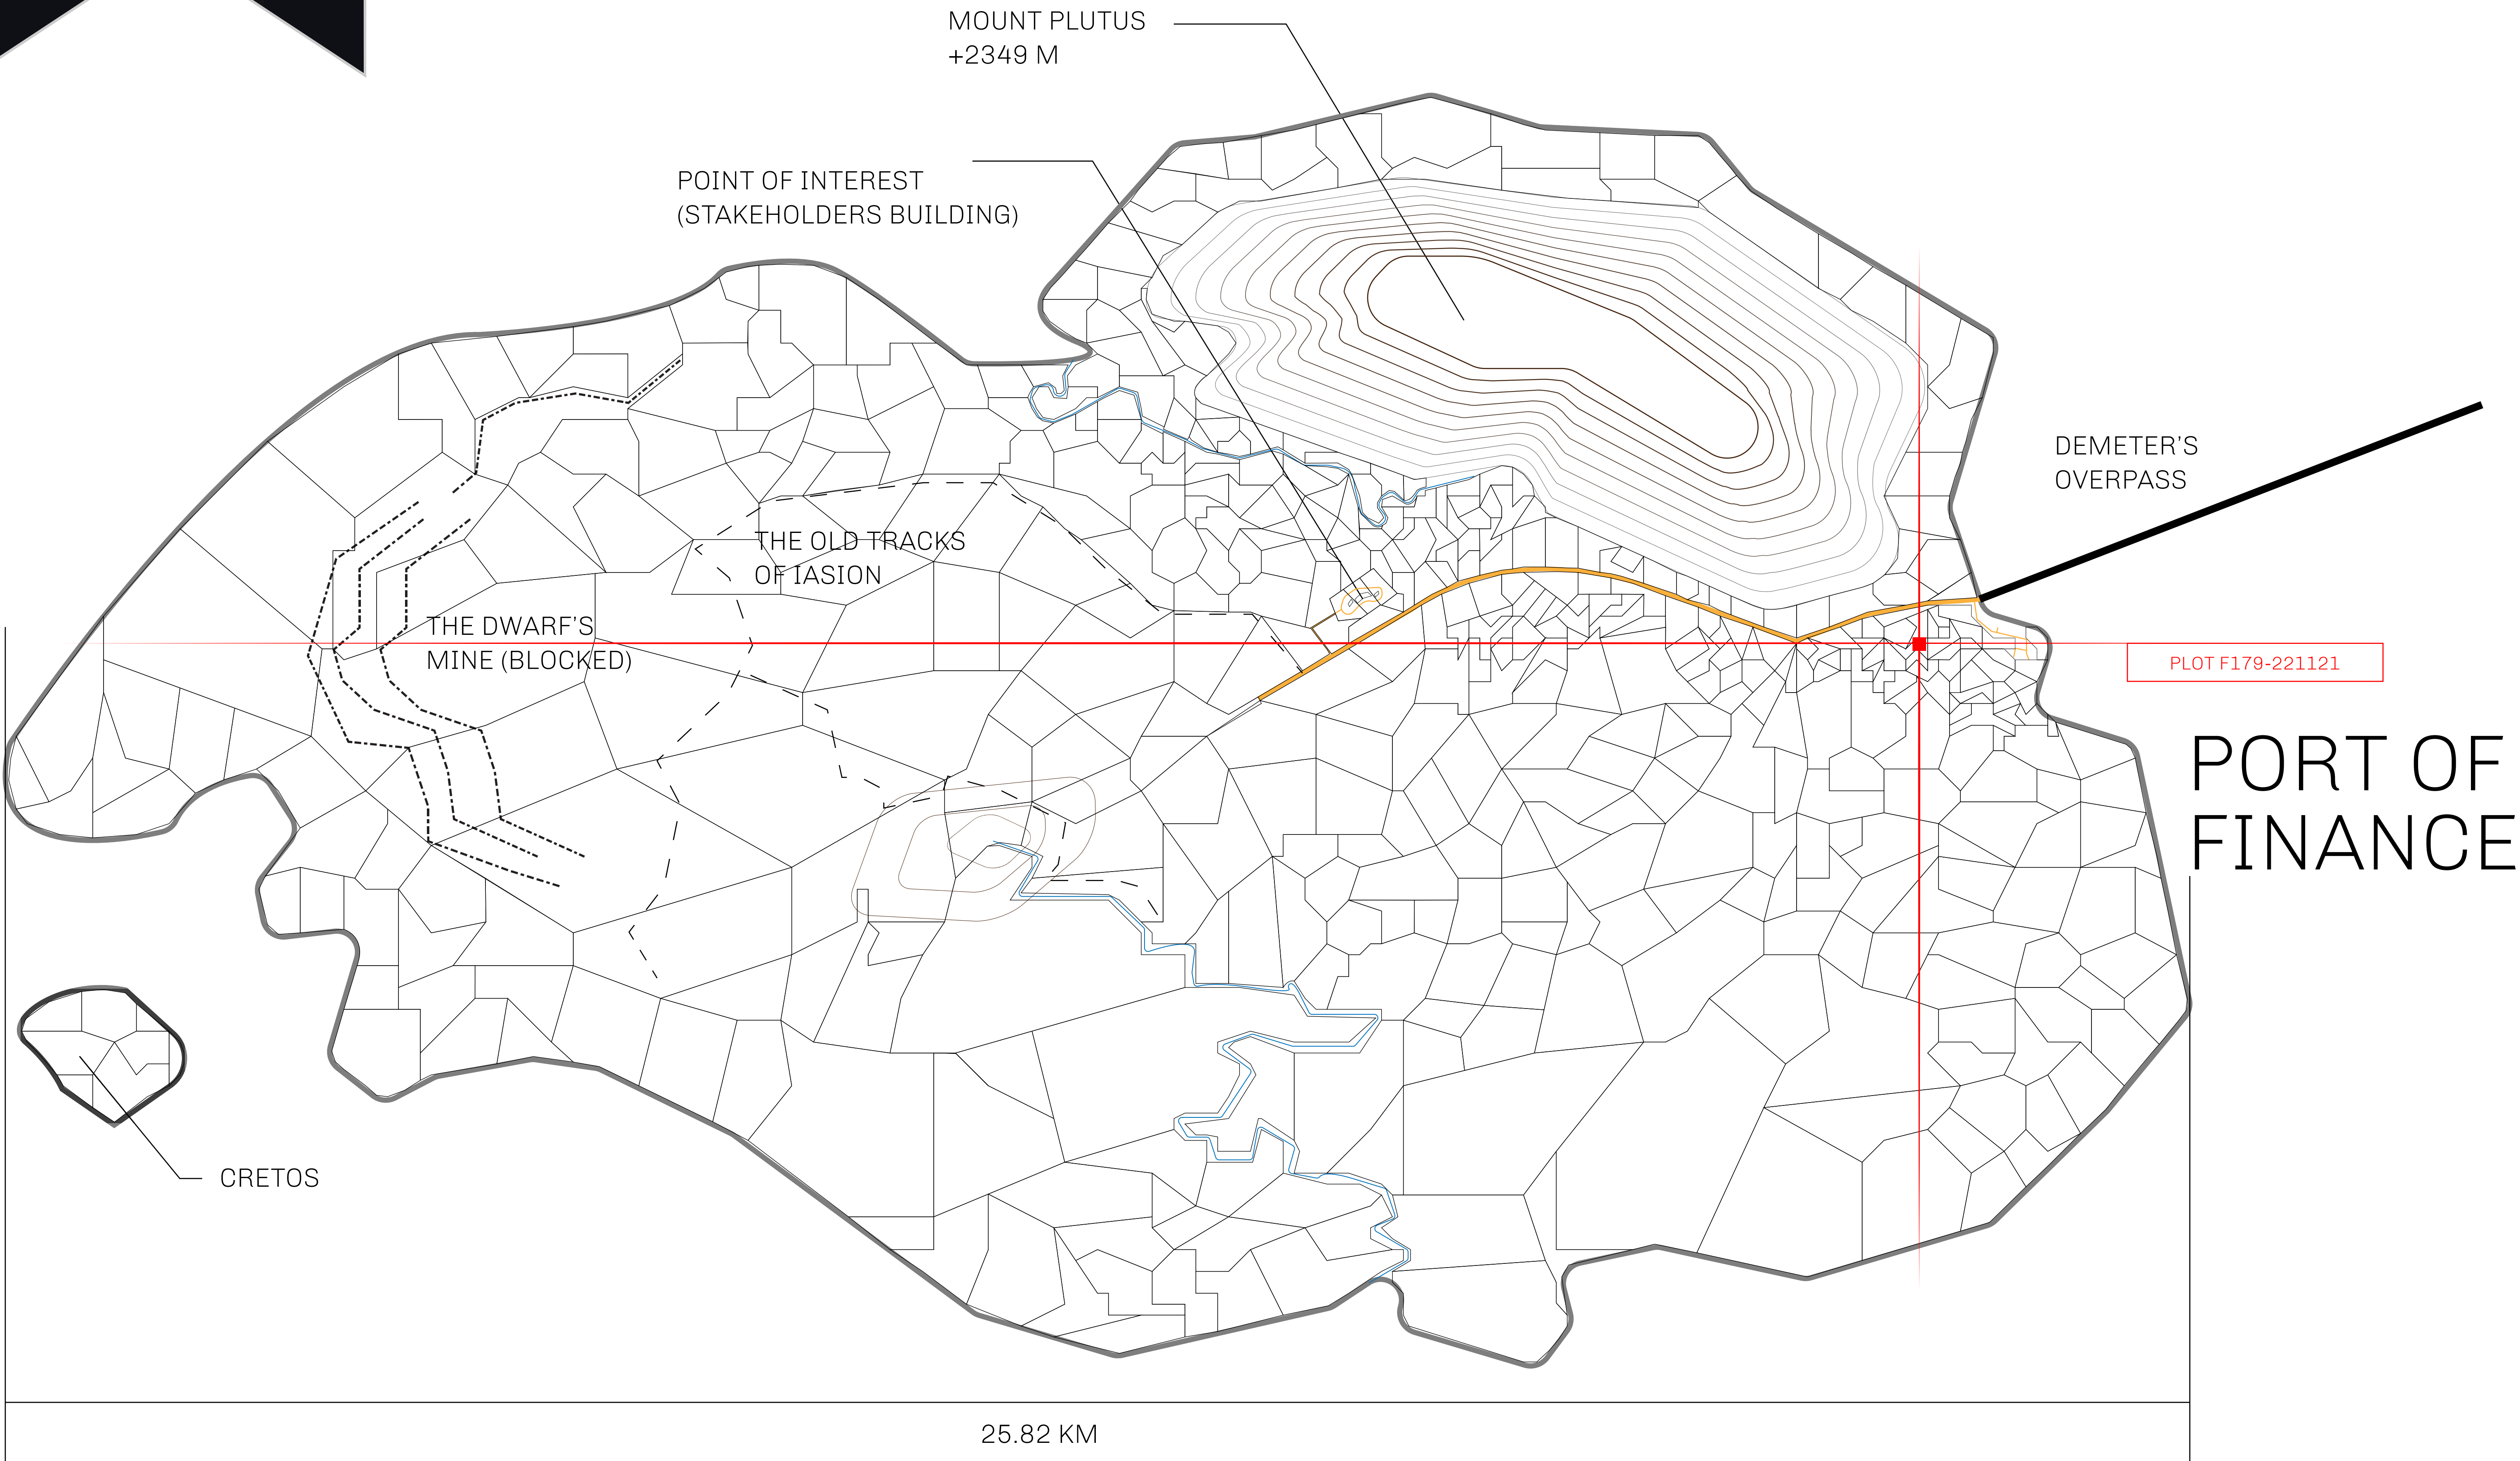 MOUNT PLUTUS
+2349 M
POINT OF INTEREST
(STAKEHOLDERS BUILDING)
DEMETER'S
OVERPASS
THE OLD TRACKS
OF IASION
THE DWARF'S
MINE (BLOCKED)
PLOT F179-221121
PORT OF
FINANCE
CRETOS
25.82 KM